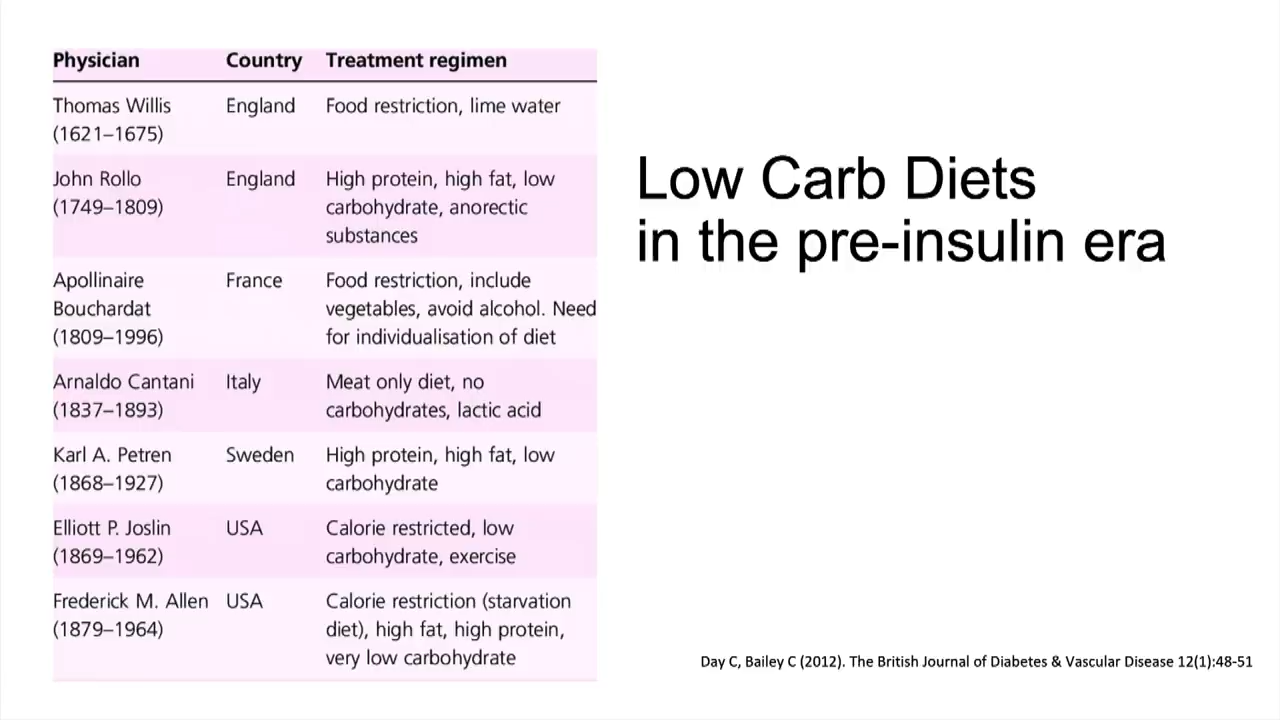 Physician Country Treatment regimen
Thomas Willis England Food restriction, lime water
(1621–1675)
John Rollo England High protein, high fat, low
(1749–1809) carbohydrate, anorectic
substances
Apollinaire France Food restriction, include
Bouchardat vegetables, avoid alcohol. Need
(1809–1996) for individualisation of diet
Arnaldo Cantani Italy Meat only diet, no
(1837–1893) carbohydrates, lactic acid
Karl A. Petren Sweden High protein, high fat, low
(1868–1927) carbohydrate
Elliott P. Joslin USA Calorie restricted, low
(1869–1962) carbohydrate, exercise
Frederick M. Allen USA Calorie restriction (starvation
(1879–1964) diet), high fat, high protein,
very low carbohydrate
Low Carb Diets
in the pre-insulin era
Day C, Bailey C (2012). The British Journal of Diabetes & Vascular Disease 12(1):48-51